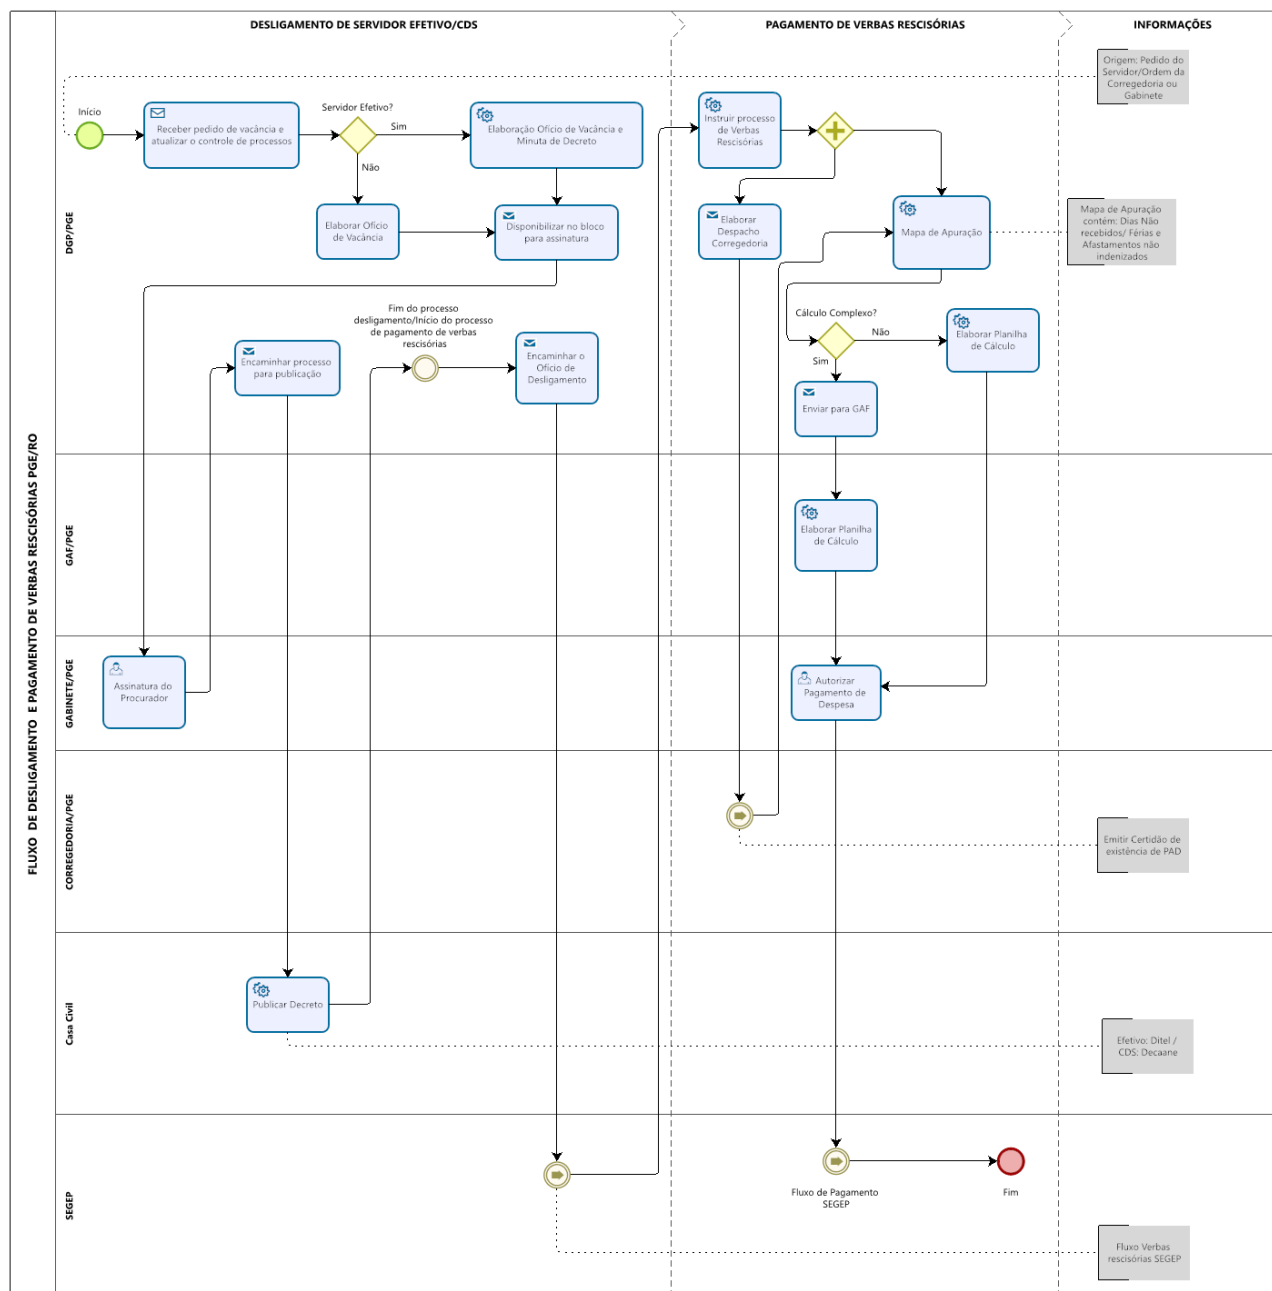 DESLIGAMENTO DE SERVIDOR EFETIVO/CDS
PAGAMENTO DE VERBAS RESCISÓRIAS
INFORMAÇÕES
FLUXO DE DESLIGAMENTO E PAGAMENTO DE VERBAS RESCISÓRIAS PGE/RO
DGP/PGE
Início
Receber pedido de vacância e
atualizar o controle de processos
Servidor Efetivo?
Sim
Não
Elaboração Ofício de Vacância e
Minuta de Decreto
Elaborar Ofício
de Vacância
Disponibilizar no bloco
para assinatura
Encaminhar processo
para publicação
Fim do processo
desligamento/Início do processo
de pagamento de verbas
rescisórias
Encaminhar o
Ofício de
Desligamento
Instruir processo
de Verbas
Rescisórias
Elaborar
Despacho
Corregedoria
Mapa de Apuração
Cálculo Complexo?
Não
Sim
Elaborar Planilha
de Cálculo
Enviar para GAF
Origem: Pedido do
Servidor/Ordem da
Corregedoria ou
Gabinete
Mapa de Apuração
contém: Dias Não
recebidos/ Férias e
Afastamentos não
indenizados
GAF/PGE
Elaborar Planilha
de Cálculo
GABINETE/PGE
Assinatura do
Procurador
Autorizar
Pagamento de
Despesa
CORREGEDORIA/PGE
Emitir Certidão de
existência de PAD
Casa Civil
Publicar Decreto
Efetivo: Ditel /
CDS: Decaane
SEGEP
Fluxo de Pagamento
SEGEP
Fim
Fluxo Verbas
rescisórias SEGEP